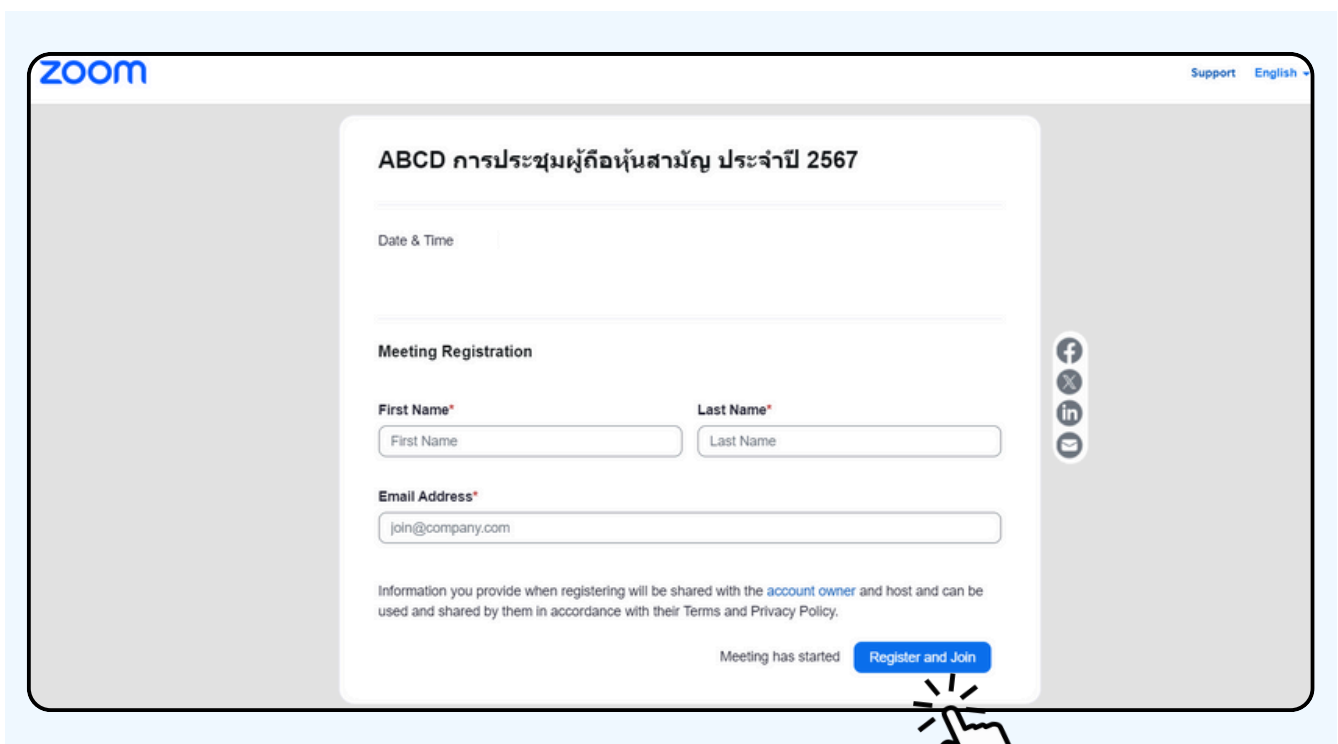 zoom
Support English
ABCD การประชุมผู้ถือหุ้นสามัญ ประจำปี 2567
Date & Time
Meeting Registration
First Name* Last Name*
First Name Last Name
Email Address*
join@company.com
Information you provide when registering will be shared with the account owner and host and can be
used and shared by them in accordance with their Terms and Privacy Policy.
Meeting has started Register and Join